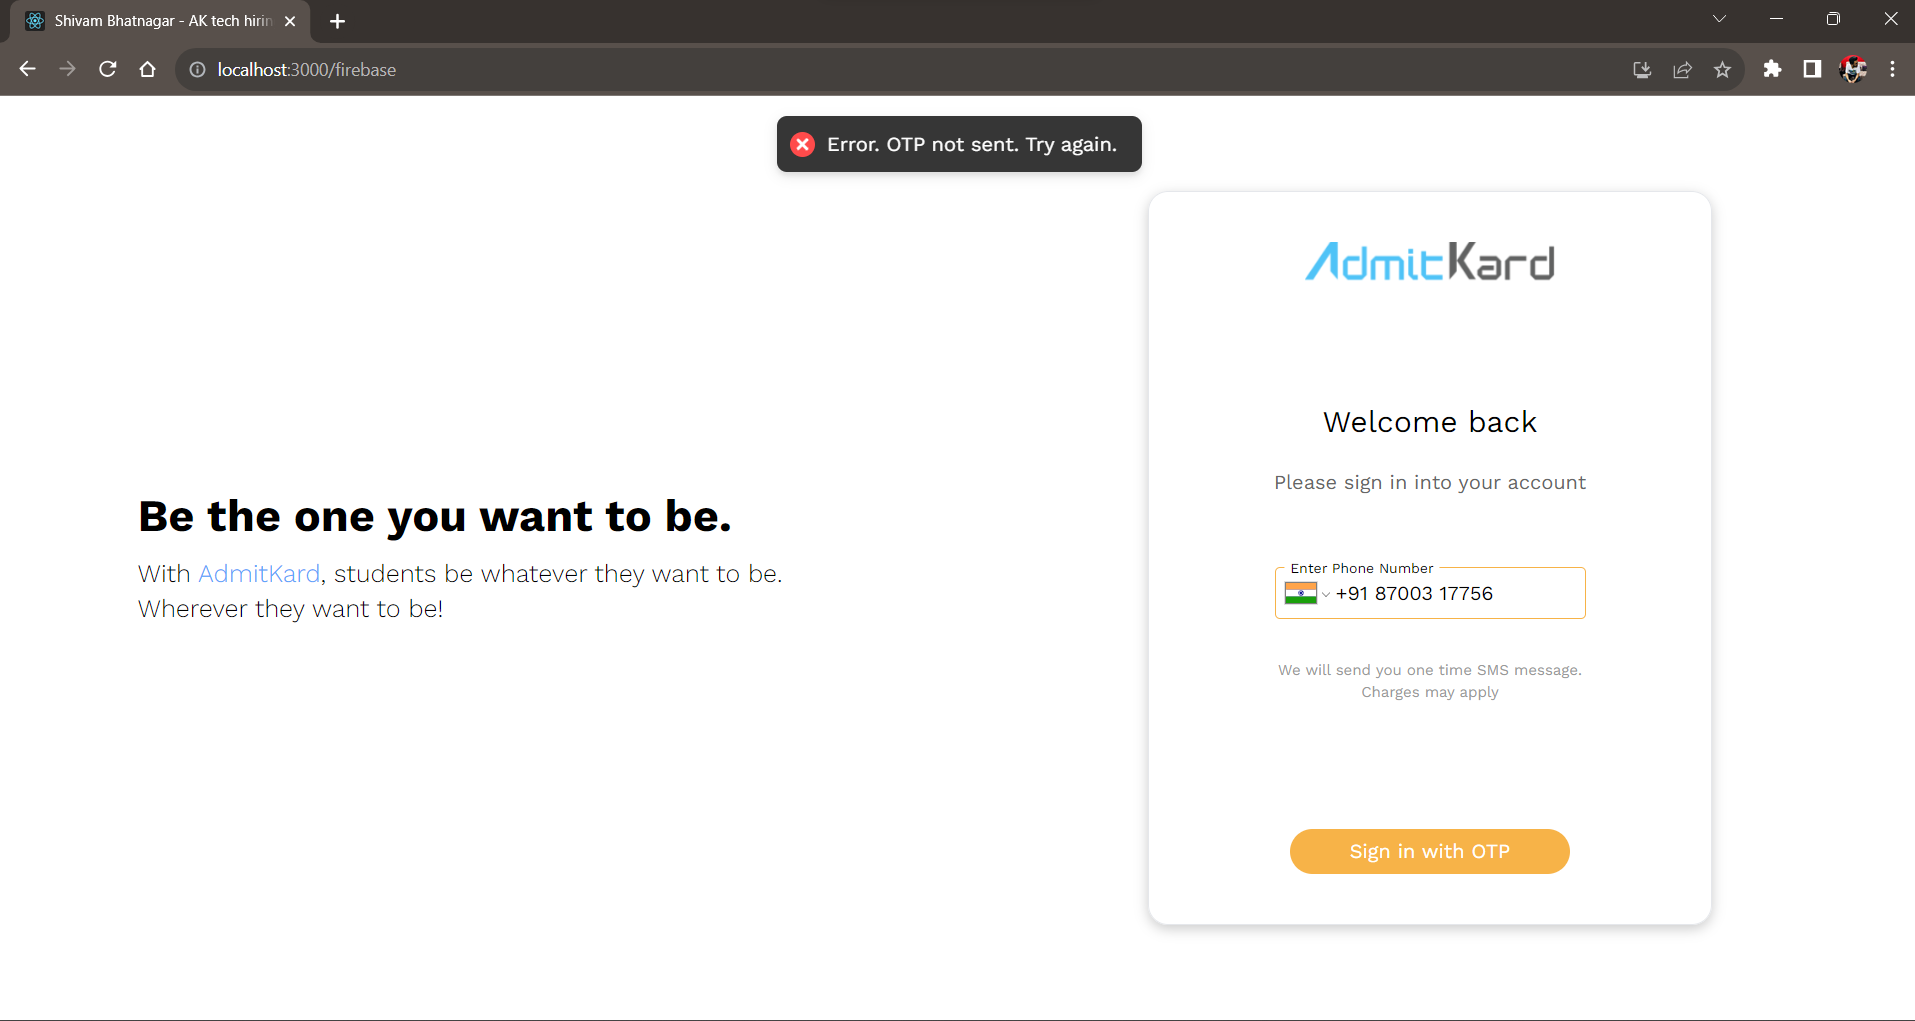 Shivam Bhatnagar - AK tech hirin
localhost:3000/firebase
Error. OTP not sent. Try again.
AdmitKard
Welcome back
Please sign in into your account
Be the one you want to be.
With AdmitKard, students be whatever they want to be.
Wherever they want to be!
Enter Phone Number
+91 87003 17756
We will send you one time SMS message.
Charges may apply
Sign in with OTP